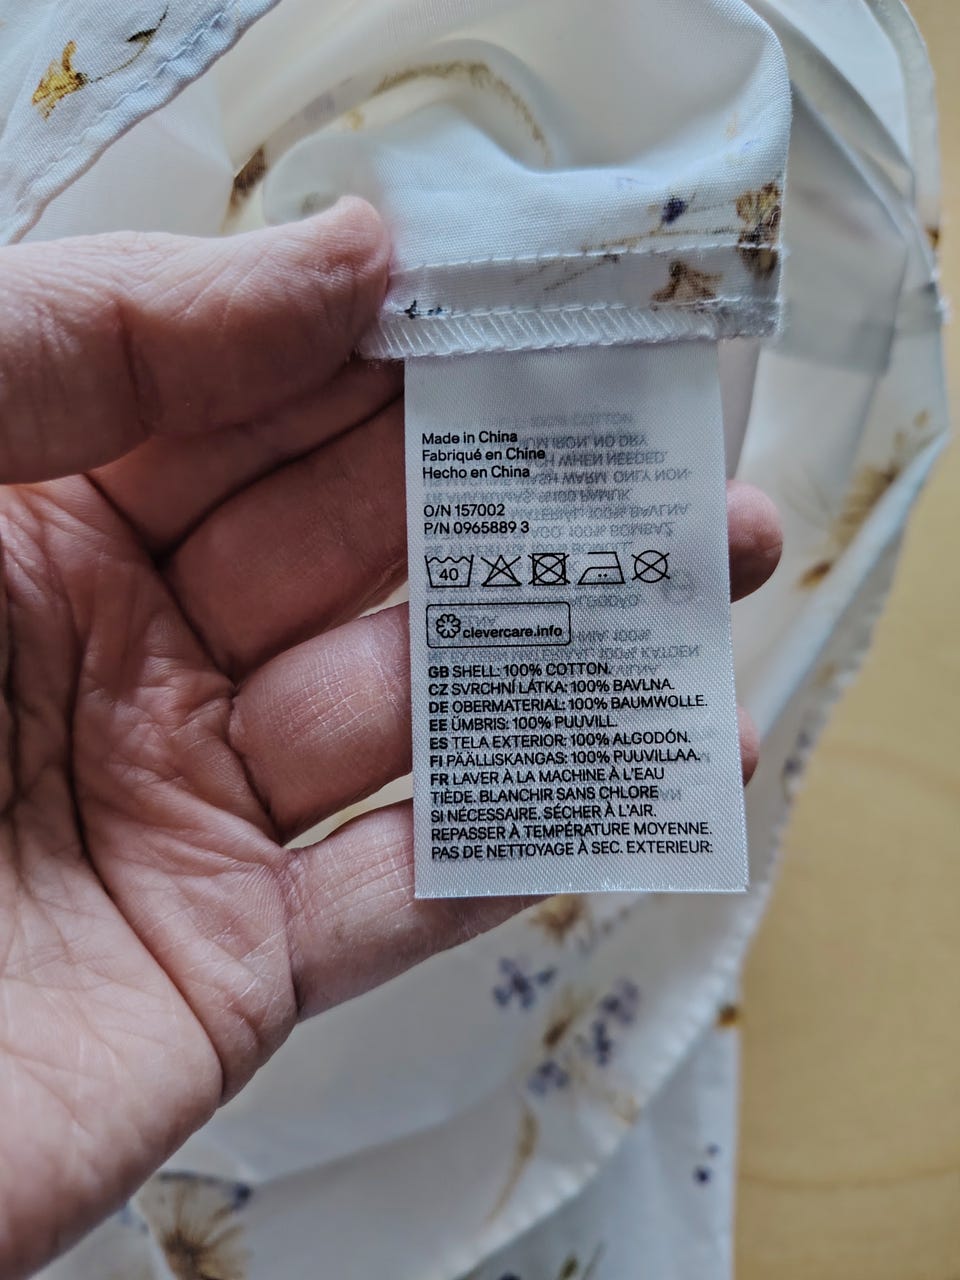 Made in China
Fabriqué en Chine
Hecho en China
O/N 157002
P/N 0965889 3
40
clevercare.info
GB SHELL: 100% COTTON.
CZ SVRCHNÍ LÁTKA: 100% BAVLNA.
DE OBERMATERIAL: 100% BAUMWOLLE.
EE ÜMBRIS: 100% PUUVILL.
ES TELA EXTERIOR: 100% ALGODÓN.
FI PÄÄLLISKANGAS: 100% PUUVILLAA.
FR LAVER À LA MACHINE À L'EAU
TIÈDE. BLANCHIR SANS CHLORE
SI NÉCESSAIRE. SÉCHER À L'AIR.
REPASSER À TEMPÉRATURE MOYENNE.
PAS DE NETTOYAGE À SEC. EXTERIEUR: